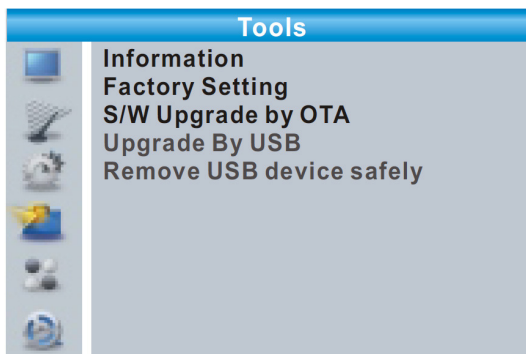 Tools
Information
Factory Setting
S/W Upgrade by OTA
Upgrade By USB
Remove USB device safely